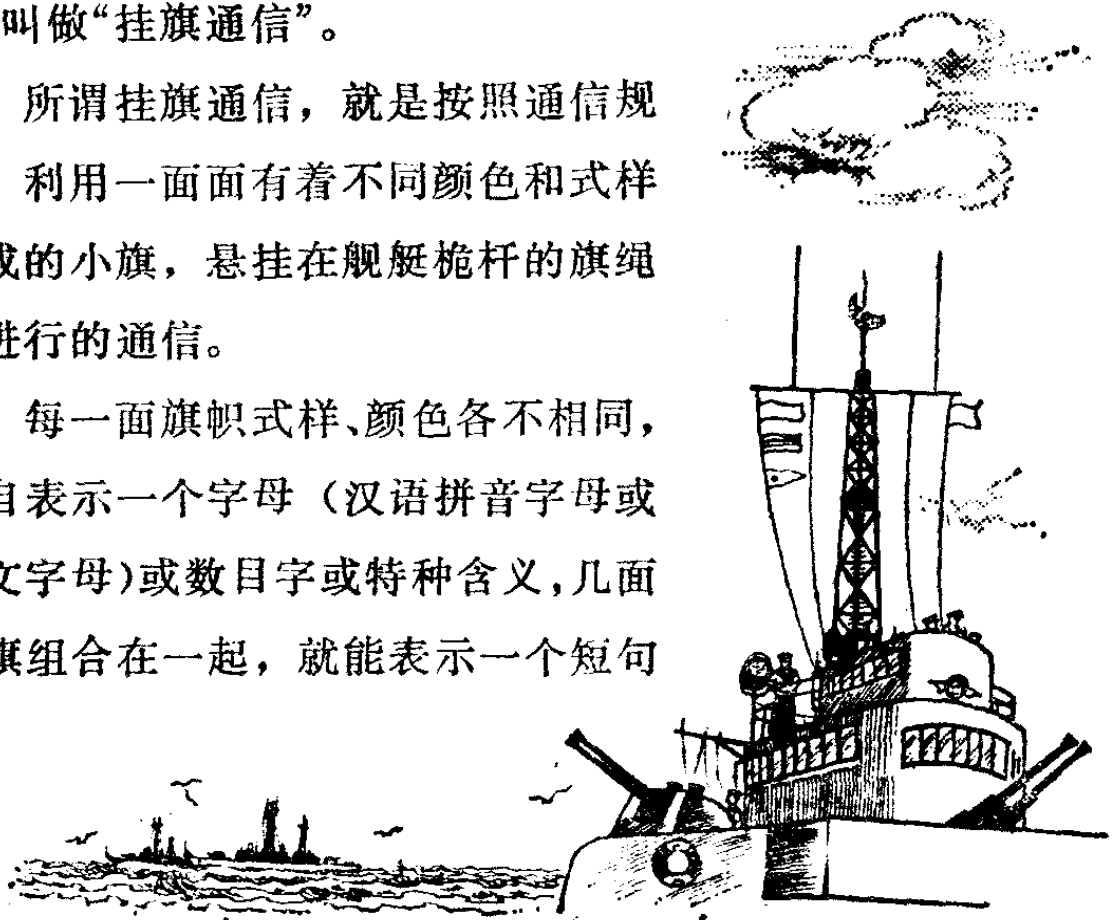 叫做“挂旗通信”。
所谓挂旗通信，就是按照通信规
利用一面面有着不同颜色和式样
的小旗，悬挂在舰艇桅杆的旗绳
进行的通信。
每一面旗帜式样、颜色各不相同，
自表示一个字母（汉语拼音字母或
文字母）或数目字或特种含义，几面
旗组合在一起，就能表示一个短句